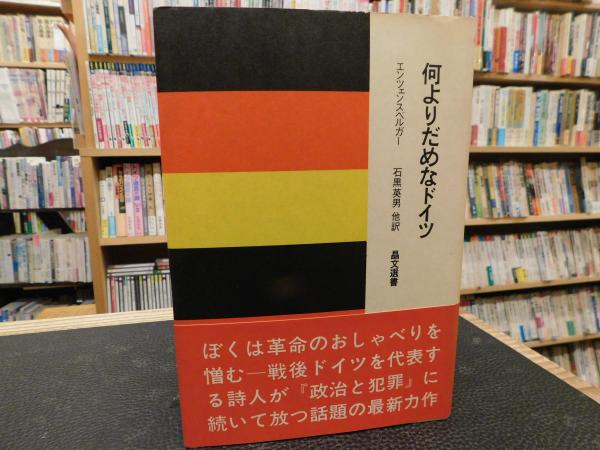 何よりだめなドイツ
エンツェンスベルガー
石黒英男 他訳
晶文選書
ぼくは革命のおしゃべりを
憎む─戦後ドイツを代表す
る詩人が『政治と犯罪』に
続いて放つ話題の最新力作